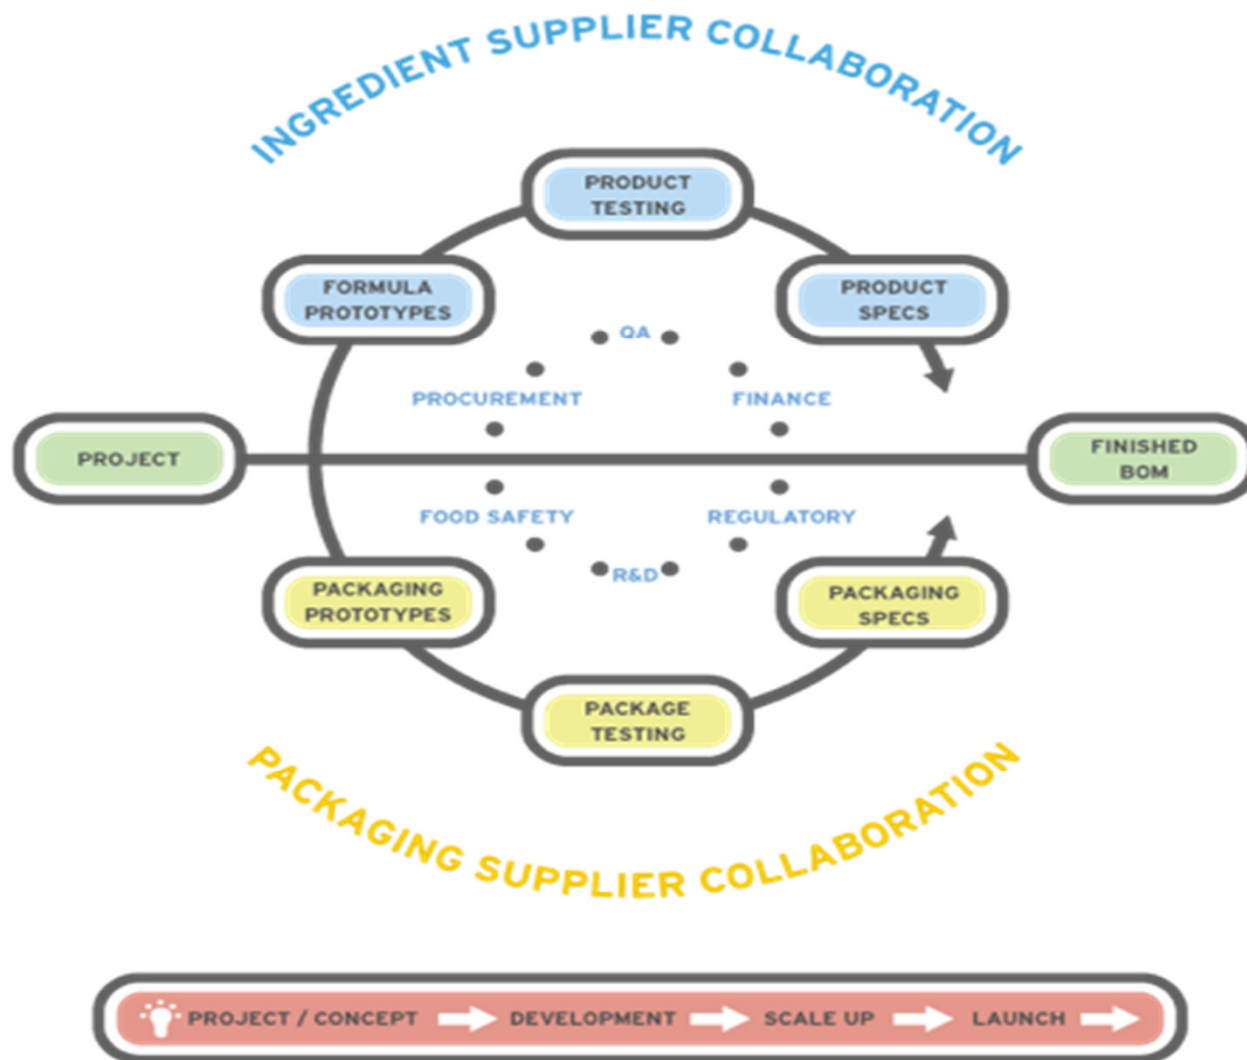 INGREDIENT SUPPLIER COLLABORATION
PRODUCT
TESTING
FORMULA
PROTOTYPES
PRODUCT
SPECS
QA
PROCUREMENT
FINANCE
PROJECT
FINISHED
BOM
FOOD SAFETY
REGULATORY
R&D
PACKAGING
PROTOTYPES
PACKAGING
SPECS
PACKAGE
TESTING
PACKAGING SUPPLIER COLLABORATION
PROJECT / CONCEPT DEVELOPMENT SCALE UP LAUNCH